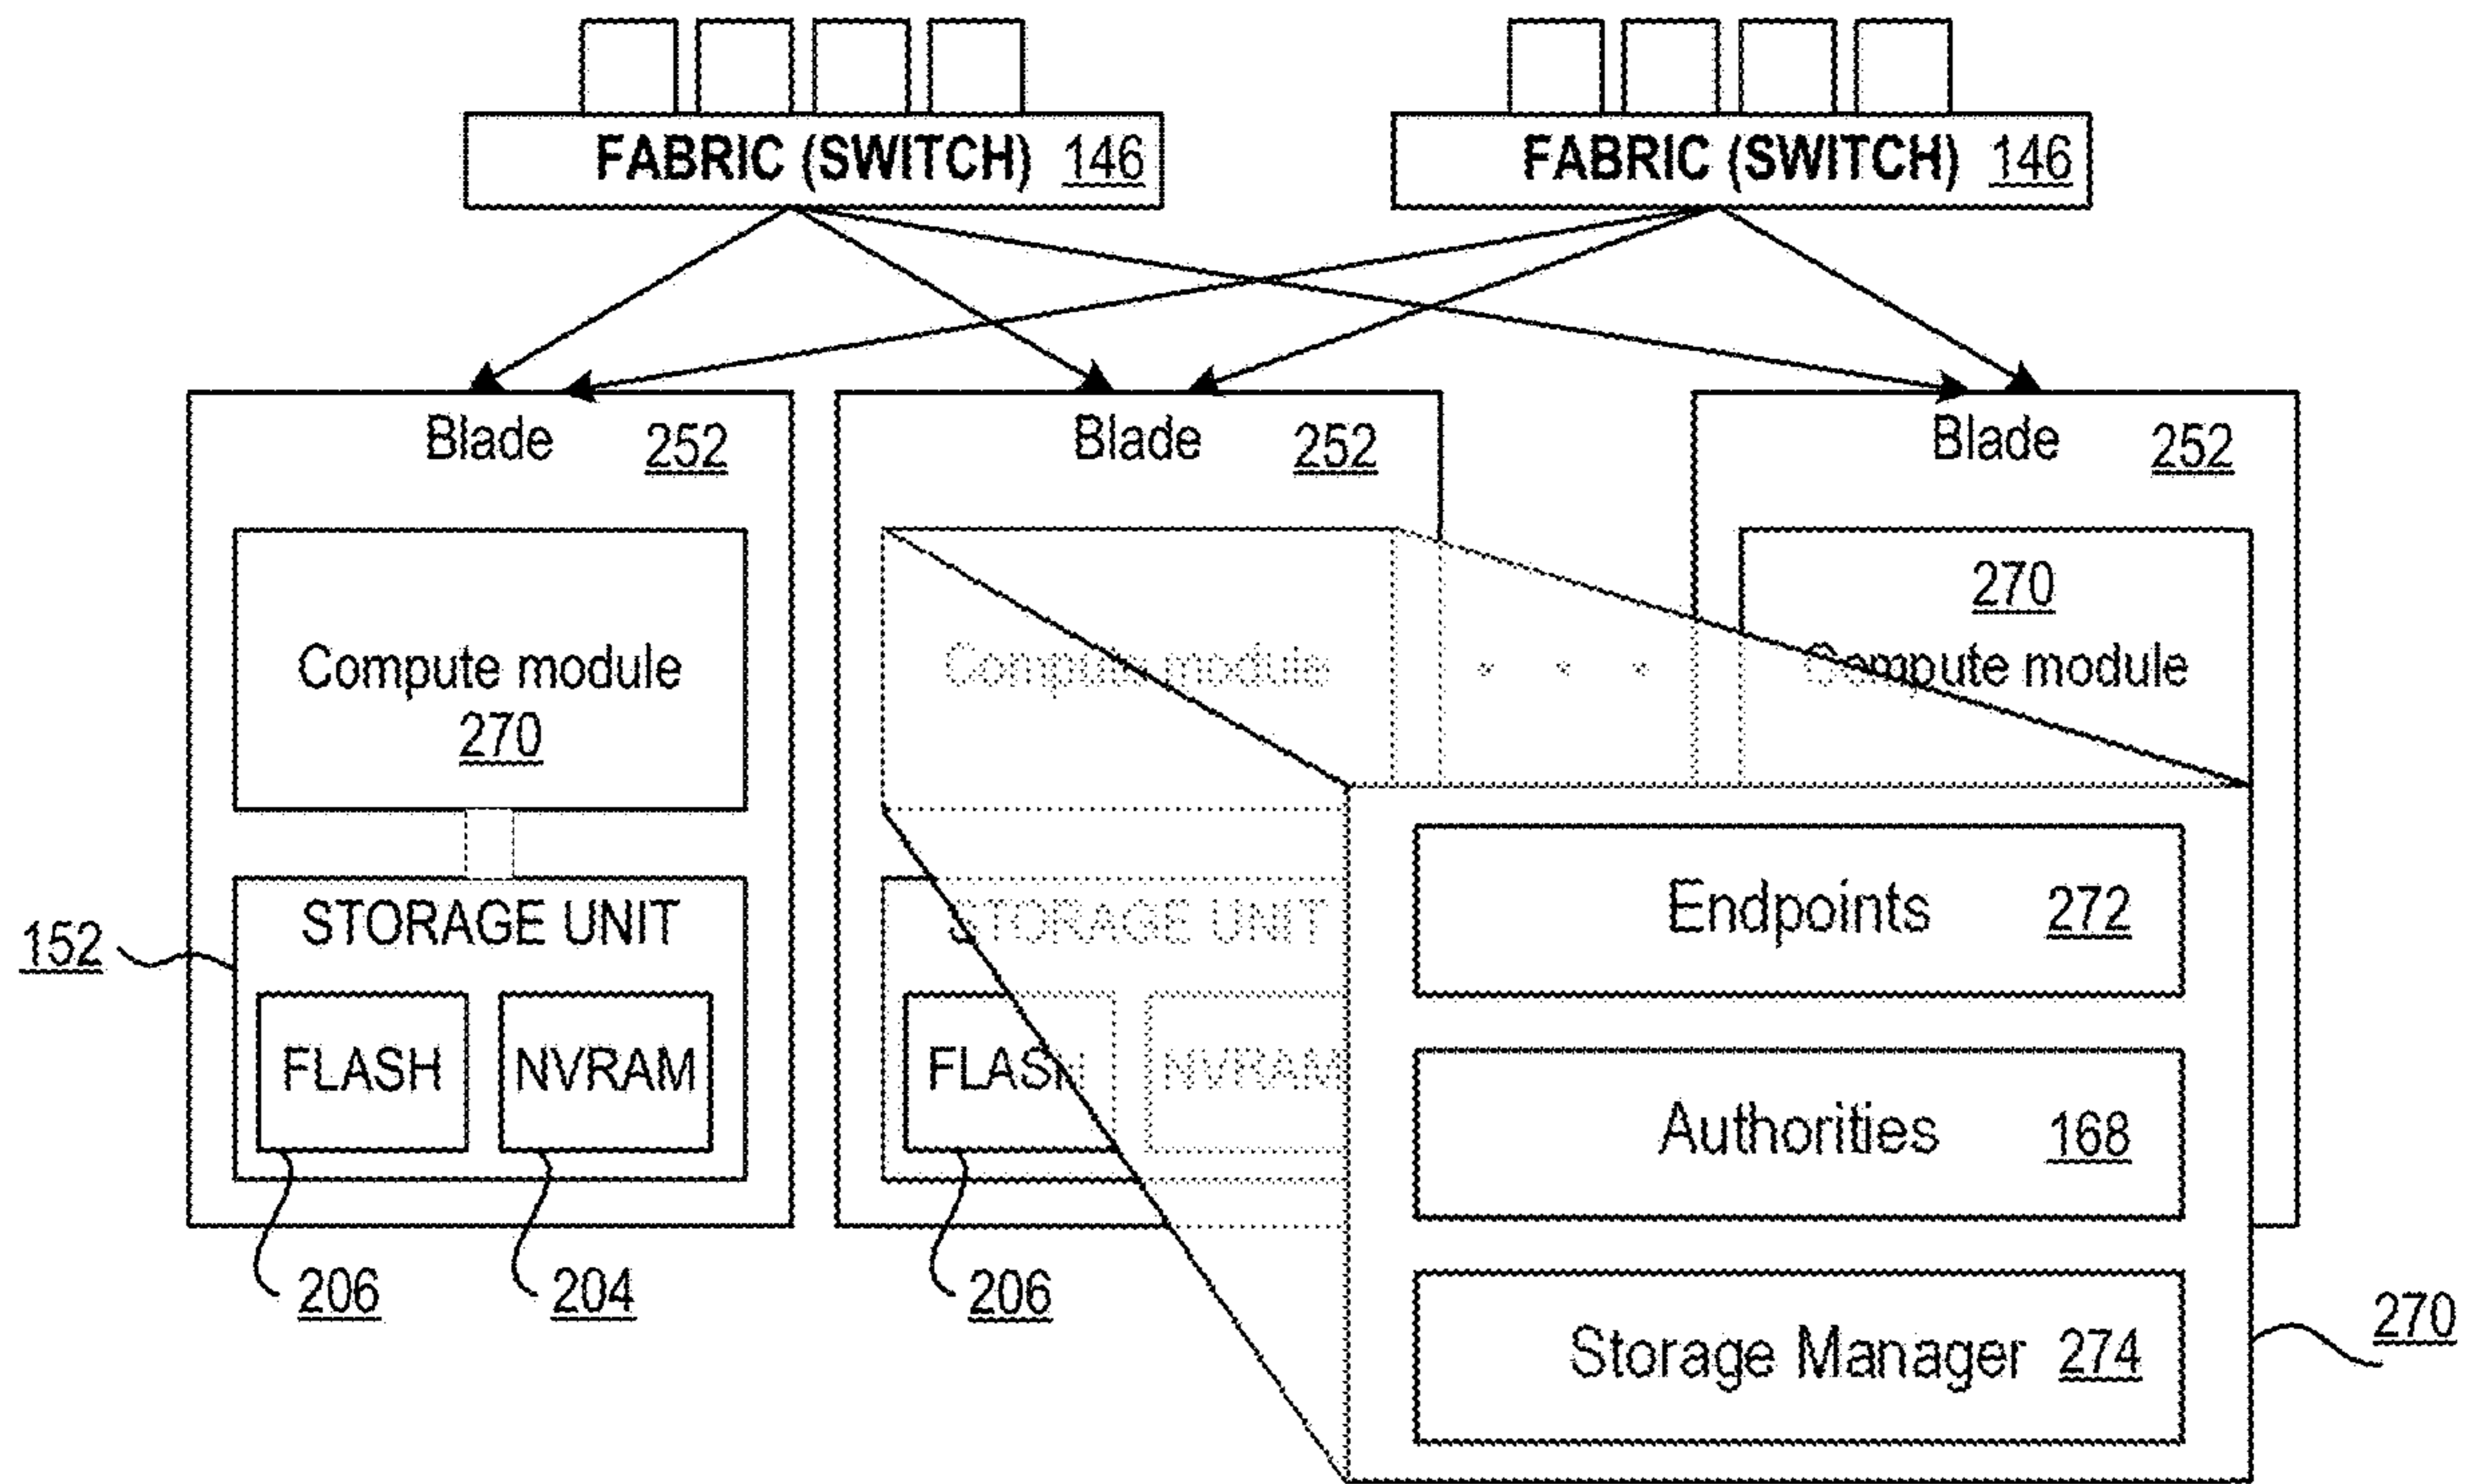 FABRIC (SWITCH) 146
FABRIC (SWITCH) 146
Blade 252
Blade 252
Blade 252
Compute module
270
Compute module
270
Compute module
152
STORAGE UNIT
FLASH
NVRAM
206
204
STORAGE UNIT
FLASH
NVRAM
206
Endpoints 272
Authorities 168
Storage Manager 274
270